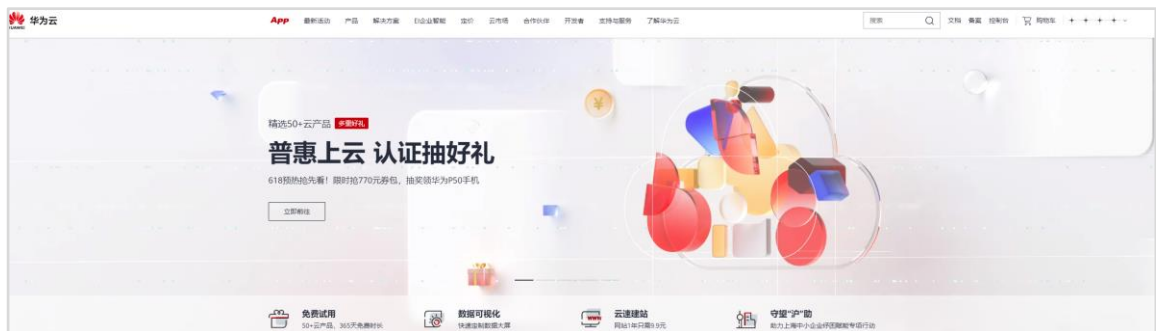 华为云
HUAWEI
App 最新活动 产品 解决方案 EI企业智能 定价 云市场 合作伙伴 开发者 支持与服务 了解华为云
搜索
文档 备案 控制台 购物车
精选50+云产品 多重好礼
普惠上云 认证抽好礼
618预热抢先看!限时抢770元券包,抽奖领华为P50手机
立即前往
免费试用
50+云产品,365天免费时长
数据可视化
快速定制数据大屏
云速建站
网站1年只需9.9元
守望“沪”助
助力上海中小企业纾困赋能专项行动